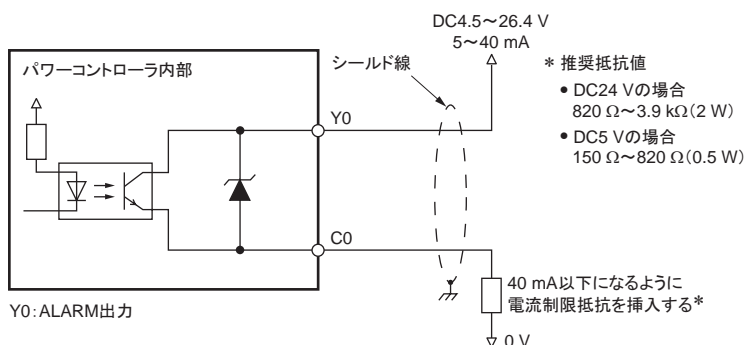 DC4.5～26.4 V
5～40 mA
パワーコントローラ内部
シールド線
＊ 推奨抵抗値
• DC24 Vの場合
820 Ω～3.9 kΩ(2 W)
• DC5 Vの場合
150 Ω～820 Ω(0.5 W)
Y0
C0
40 mA以下になるように
電流制限抵抗を挿入する＊
Y0：ALARM出力
0 V